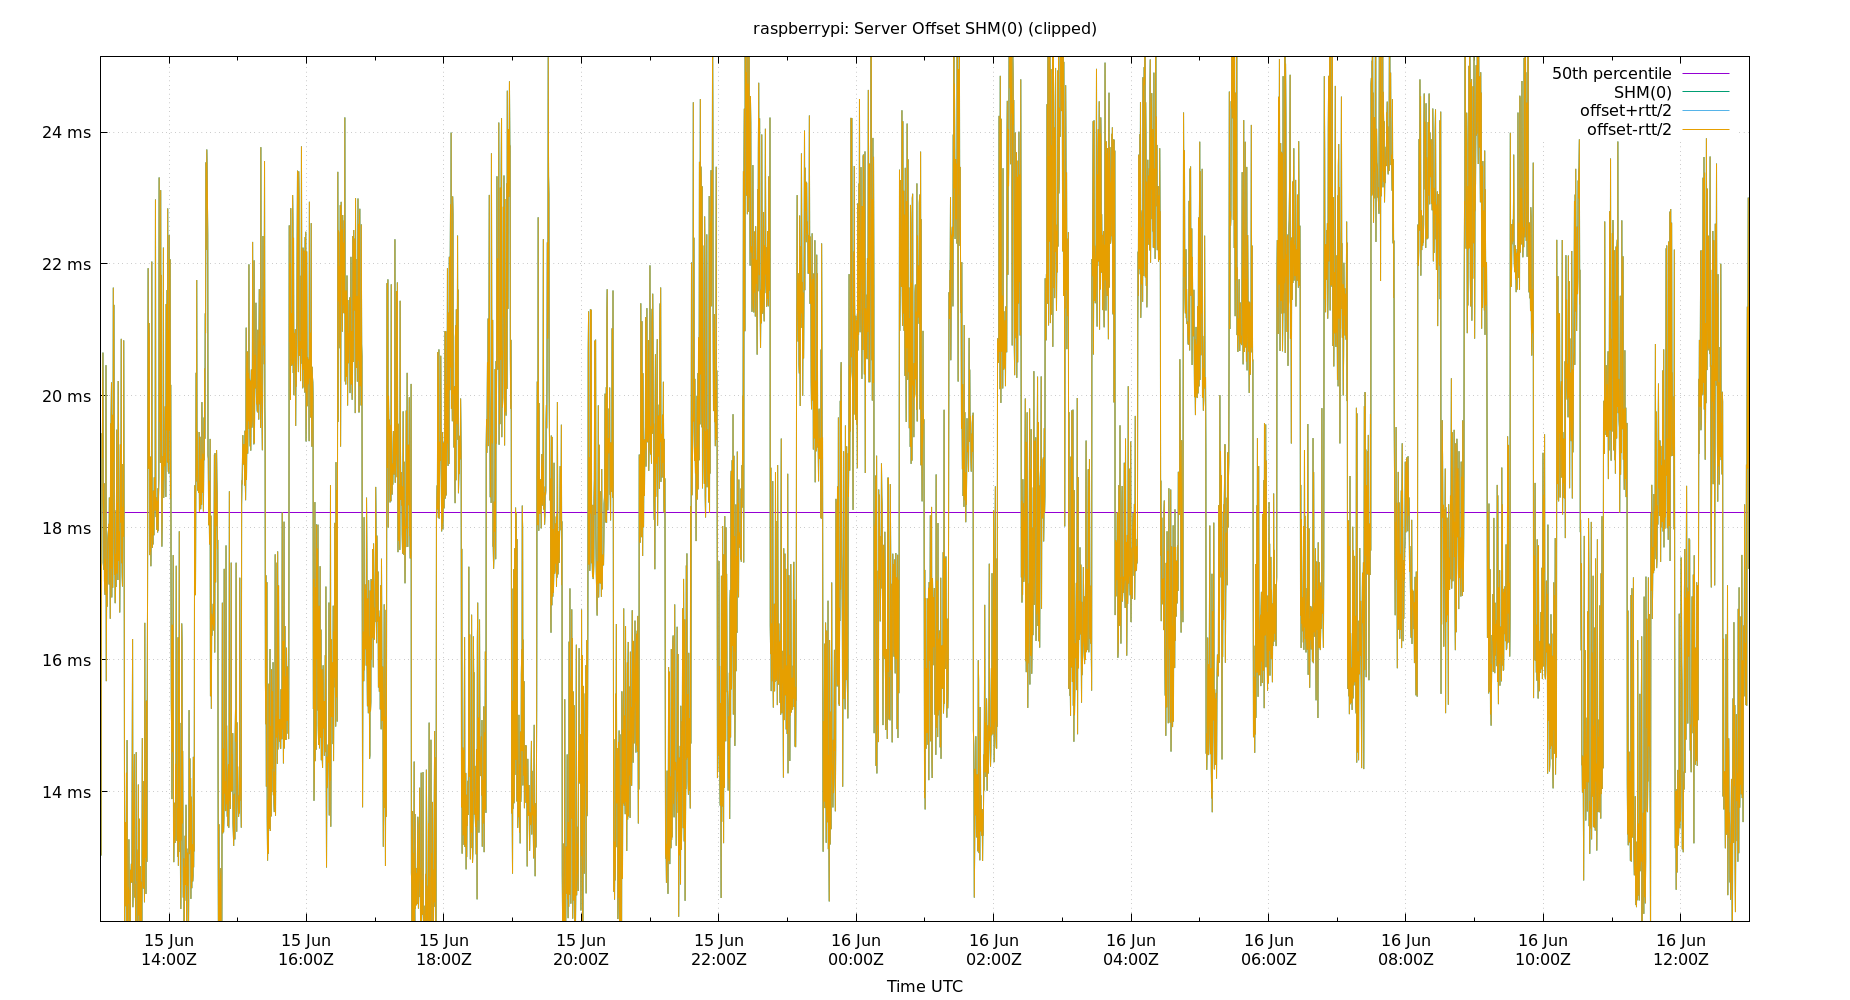 raspberrypi: Server Offset SHM(0) (clipped)
50th percentile
SHM(0)
offset+rtt/2
offset-rtt/2
24 ms
22 ms
20 ms
18 ms
16 ms
14 ms
15 Jun 15 Jun 15 Jun 15 Jun 15 Jun 16 Jun 16 Jun 16 Jun 16 Jun 16 Jun 16 Jun 16 Jun
14:00Z 16:00Z 18:00Z 20:00Z 22:00Z 00:00Z 02:00Z 04:00Z 06:00Z 08:00Z 10:00Z 12:00Z
Time UTC